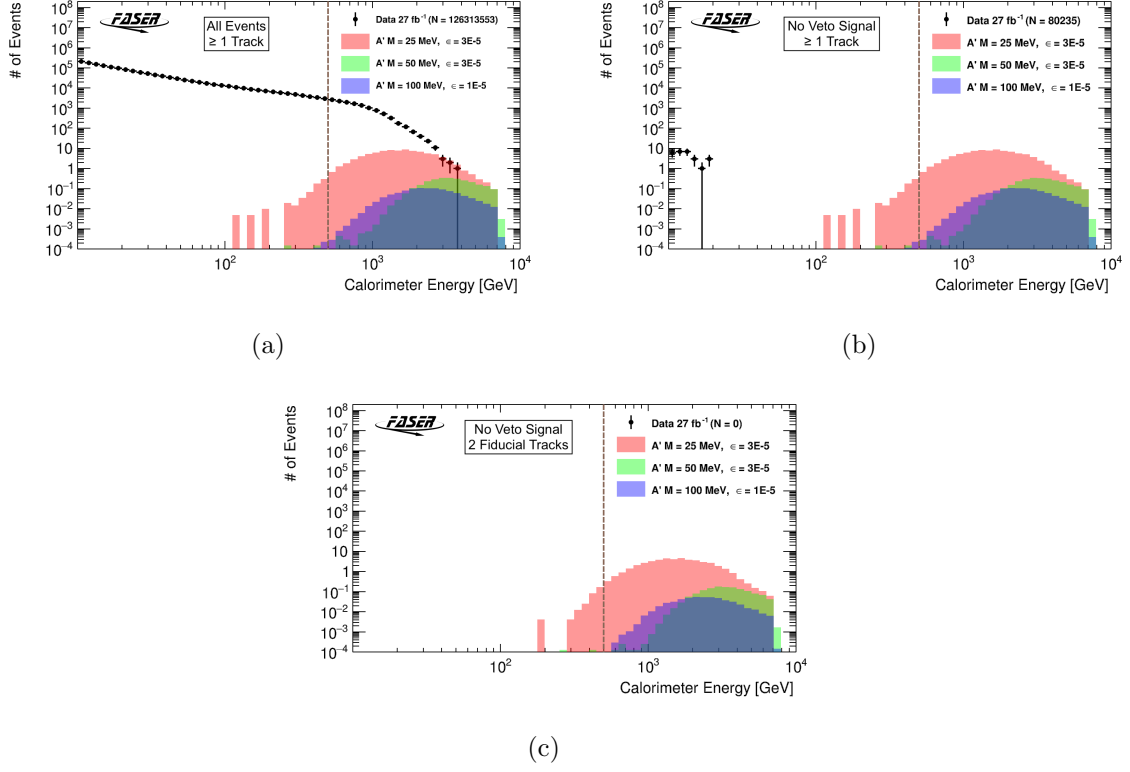 # of Events
10⁸
10⁷
10⁶
10⁵
10⁴
10³
10²
10
1
10⁻¹
10⁻²
10⁻³
10⁻⁴
FASER
All Events
≥ 1 Track
Data 27 fb⁻¹ (N = 126313553)
A' M = 25 MeV, ϵ = 3E-5
A' M = 50 MeV, ϵ = 3E-5
A' M = 100 MeV, ϵ = 1E-5
10² 10³ 10⁴
Calorimeter Energy [GeV]
(a)
# of Events
10⁸
10⁷
10⁶
10⁵
10⁴
10³
10²
10
1
10⁻¹
10⁻²
10⁻³
10⁻⁴
FASER
No Veto Signal
≥ 1 Track
Data 27 fb⁻¹ (N = 80235)
A' M = 25 MeV, ϵ = 3E-5
A' M = 50 MeV, ϵ = 3E-5
A' M = 100 MeV, ϵ = 1E-5
10² 10³ 10⁴
Calorimeter Energy [GeV]
(b)
# of Events
10⁸
10⁷
10⁶
10⁵
10⁴
10³
10²
10
1
10⁻¹
10⁻²
10⁻³
10⁻⁴
FASER
No Veto Signal
2 Fiducial Tracks
Data 27 fb⁻¹ (N = 0)
A' M = 25 MeV, ϵ = 3E-5
A' M = 50 MeV, ϵ = 3E-5
A' M = 100 MeV, ϵ = 1E-5
10² 10³ 10⁴
Calorimeter Energy [GeV]
(c)